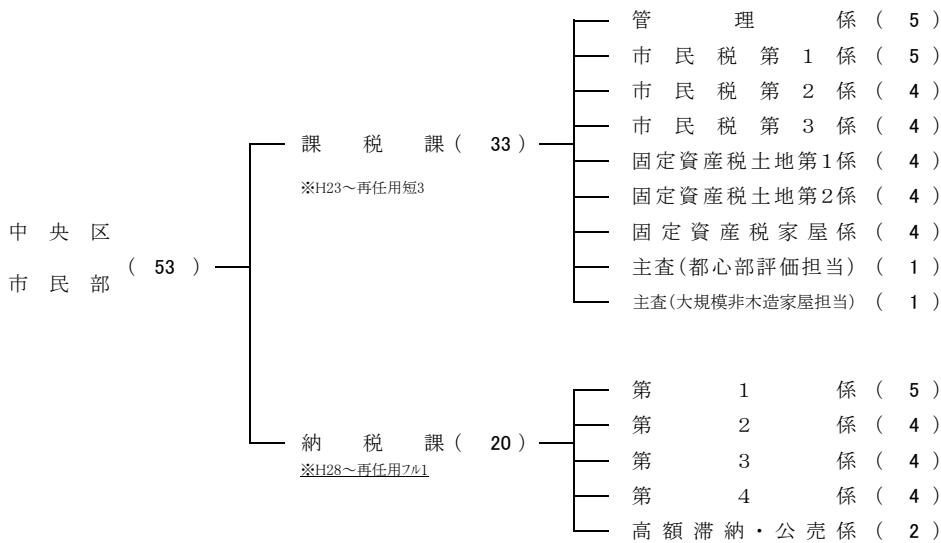 管理係(5)
市民税第1係(5)
市民税第2係(4)
市民税第3係(4)
課税課(33)
固定資産税土地第1係(4)
※H23～再任用短3
固定資産税土地第2係(4)
中央区
市民部
(53)
固定資産税家屋係(4)
主査(都心部評価担当)(1)
主査(大規模非木造家屋担当)(1)
第1係(5)
第2係(4)
納税課(20)
※H28～再任用フル1
第3係(4)
第4係(4)
高額滞納・公売係(2)